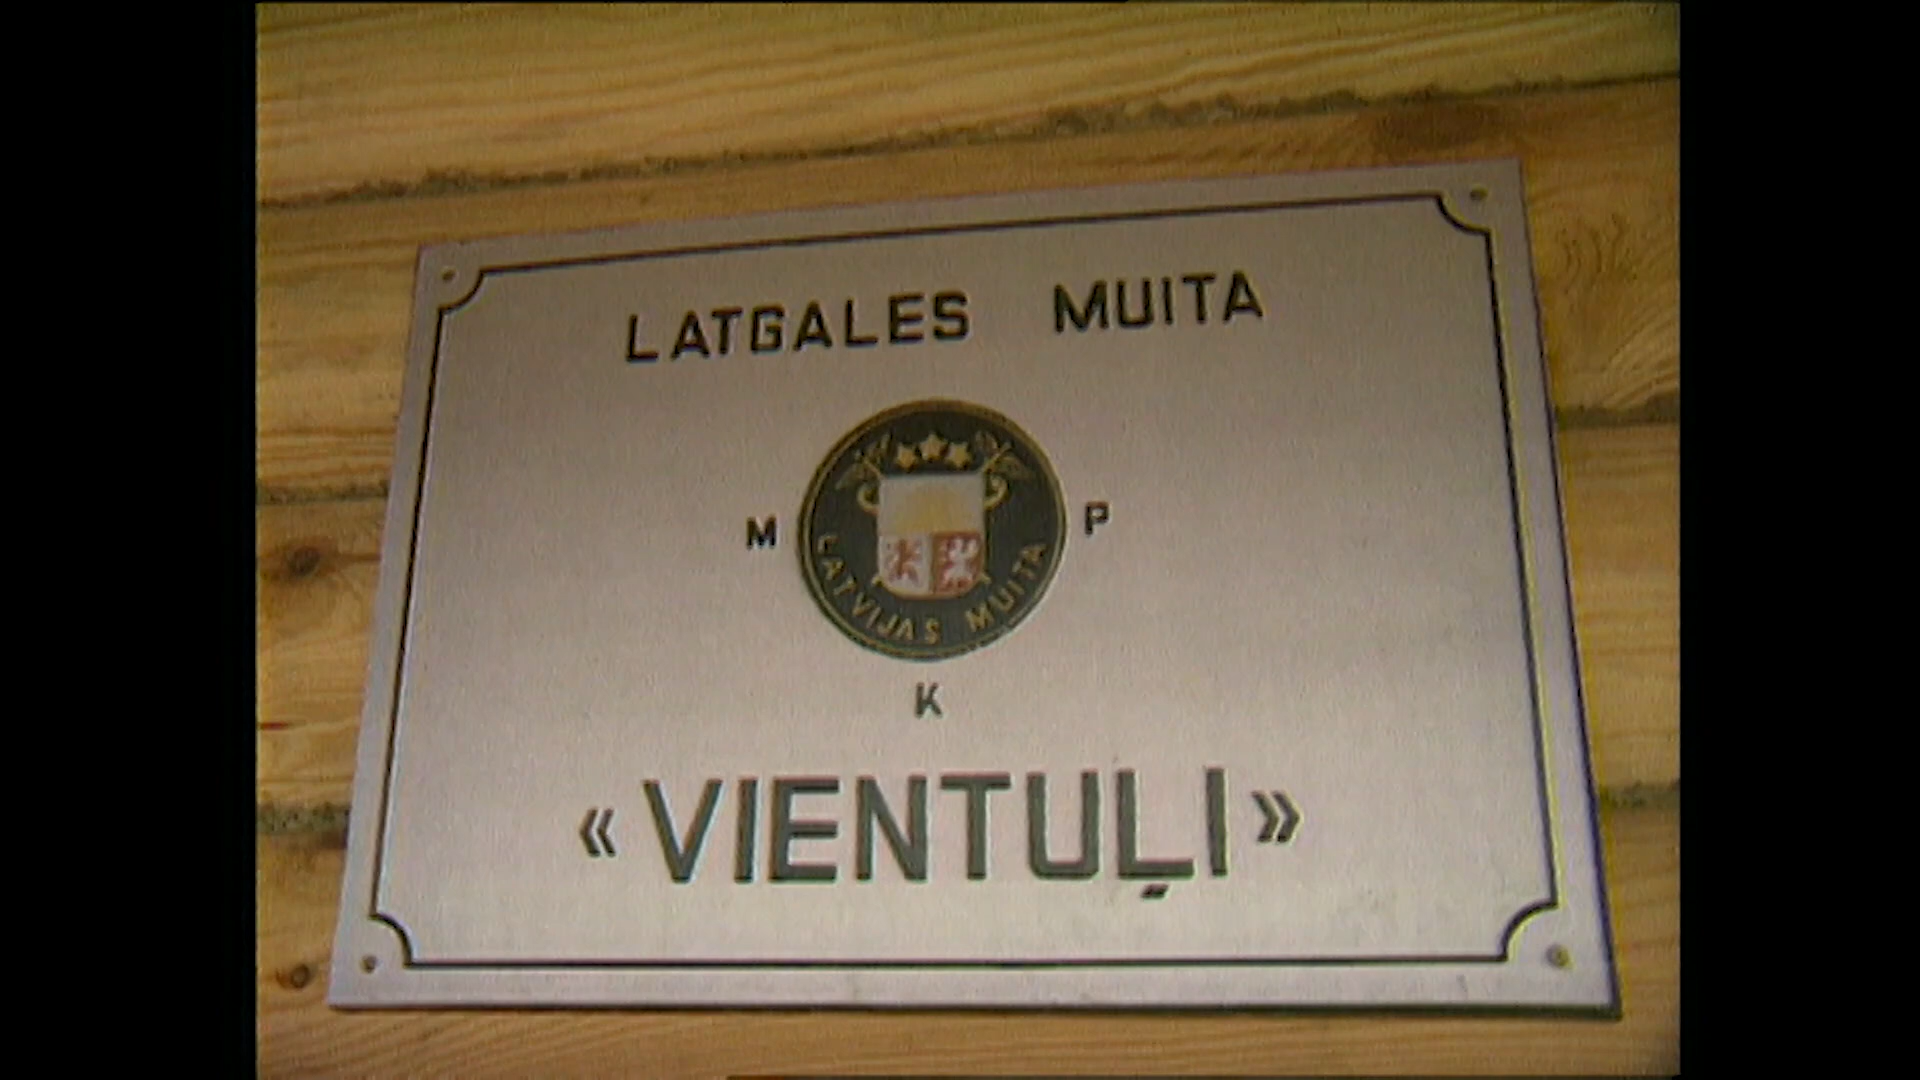 LATGALES MUITA
M P
LATVIJAS MUITA
K
«VIENTUĻI»